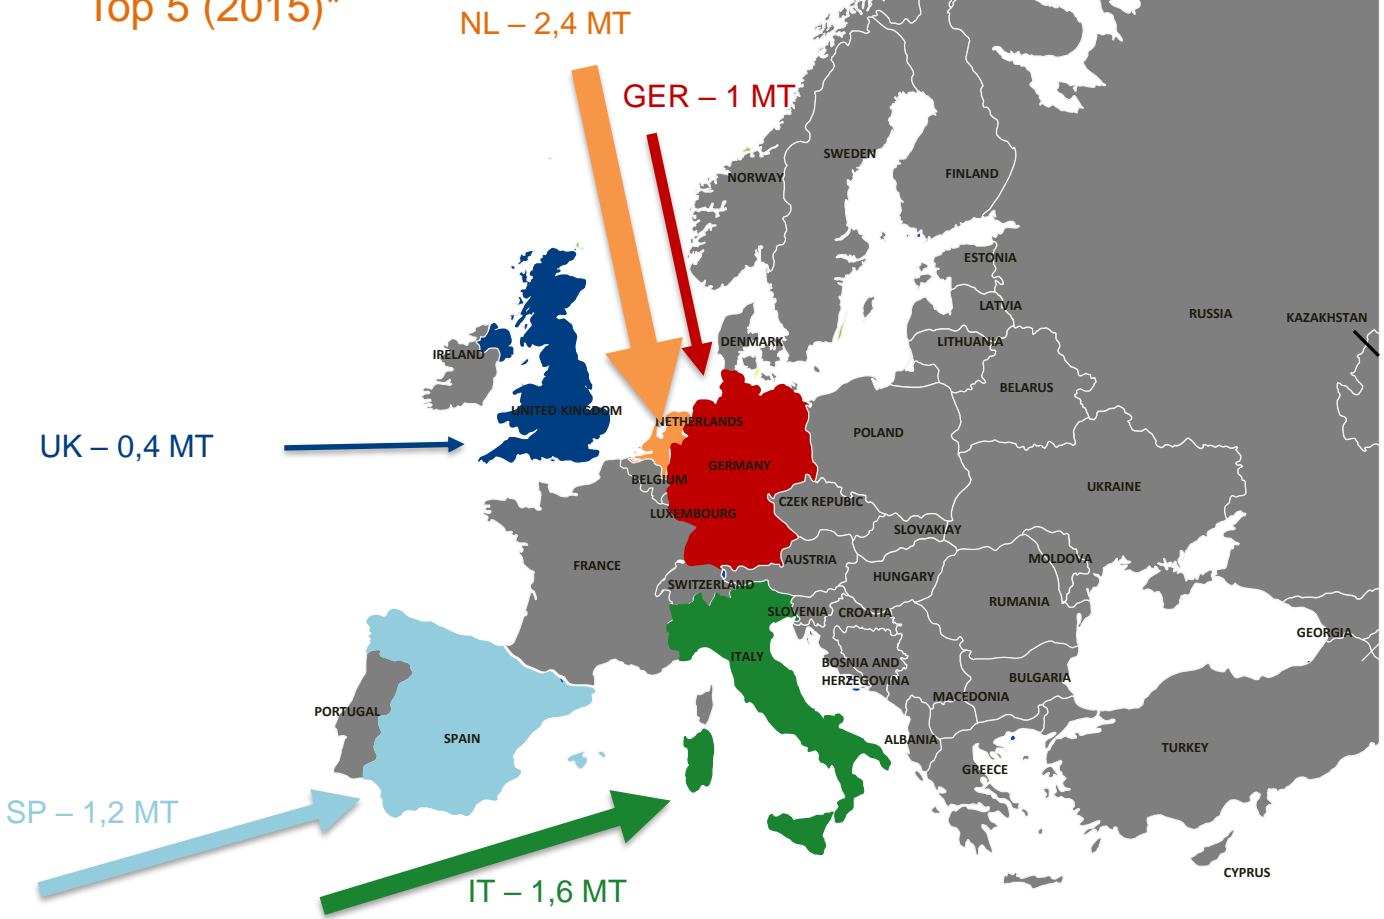 Top 5 (2015)*
NL – 2,4 MT
GER – 1 MT
SWEDEN
FINLAND
NORWAY
ESTONIA
LATVIA
RUSSIA
KAZAKHSTAN
DENMARK
LITHUANIA
IRELAND
BELARUS
UNITED KINGDOM
NETHERLANDS
POLAND
UK – 0,4 MT
GERMANY
BELGIUM
UKRAINE
CZEK REPUBIC
LUXEMBOURG
SLOVAKIAY
FRANCE
AUSTRIA
MOLDOVA
HUNGARY
SWITZERLAND
RUMANIA
SLOVENIA
CROATIA
GEORGIA
ITALY
BOSNIA AND
HERZEGOVINA
BULGARIA
MACEDONIA
PORTUGAL
SPAIN
ALBANIA
TURKEY
GREECE
SP – 1,2 MT
CYPRUS
IT – 1,6 MT